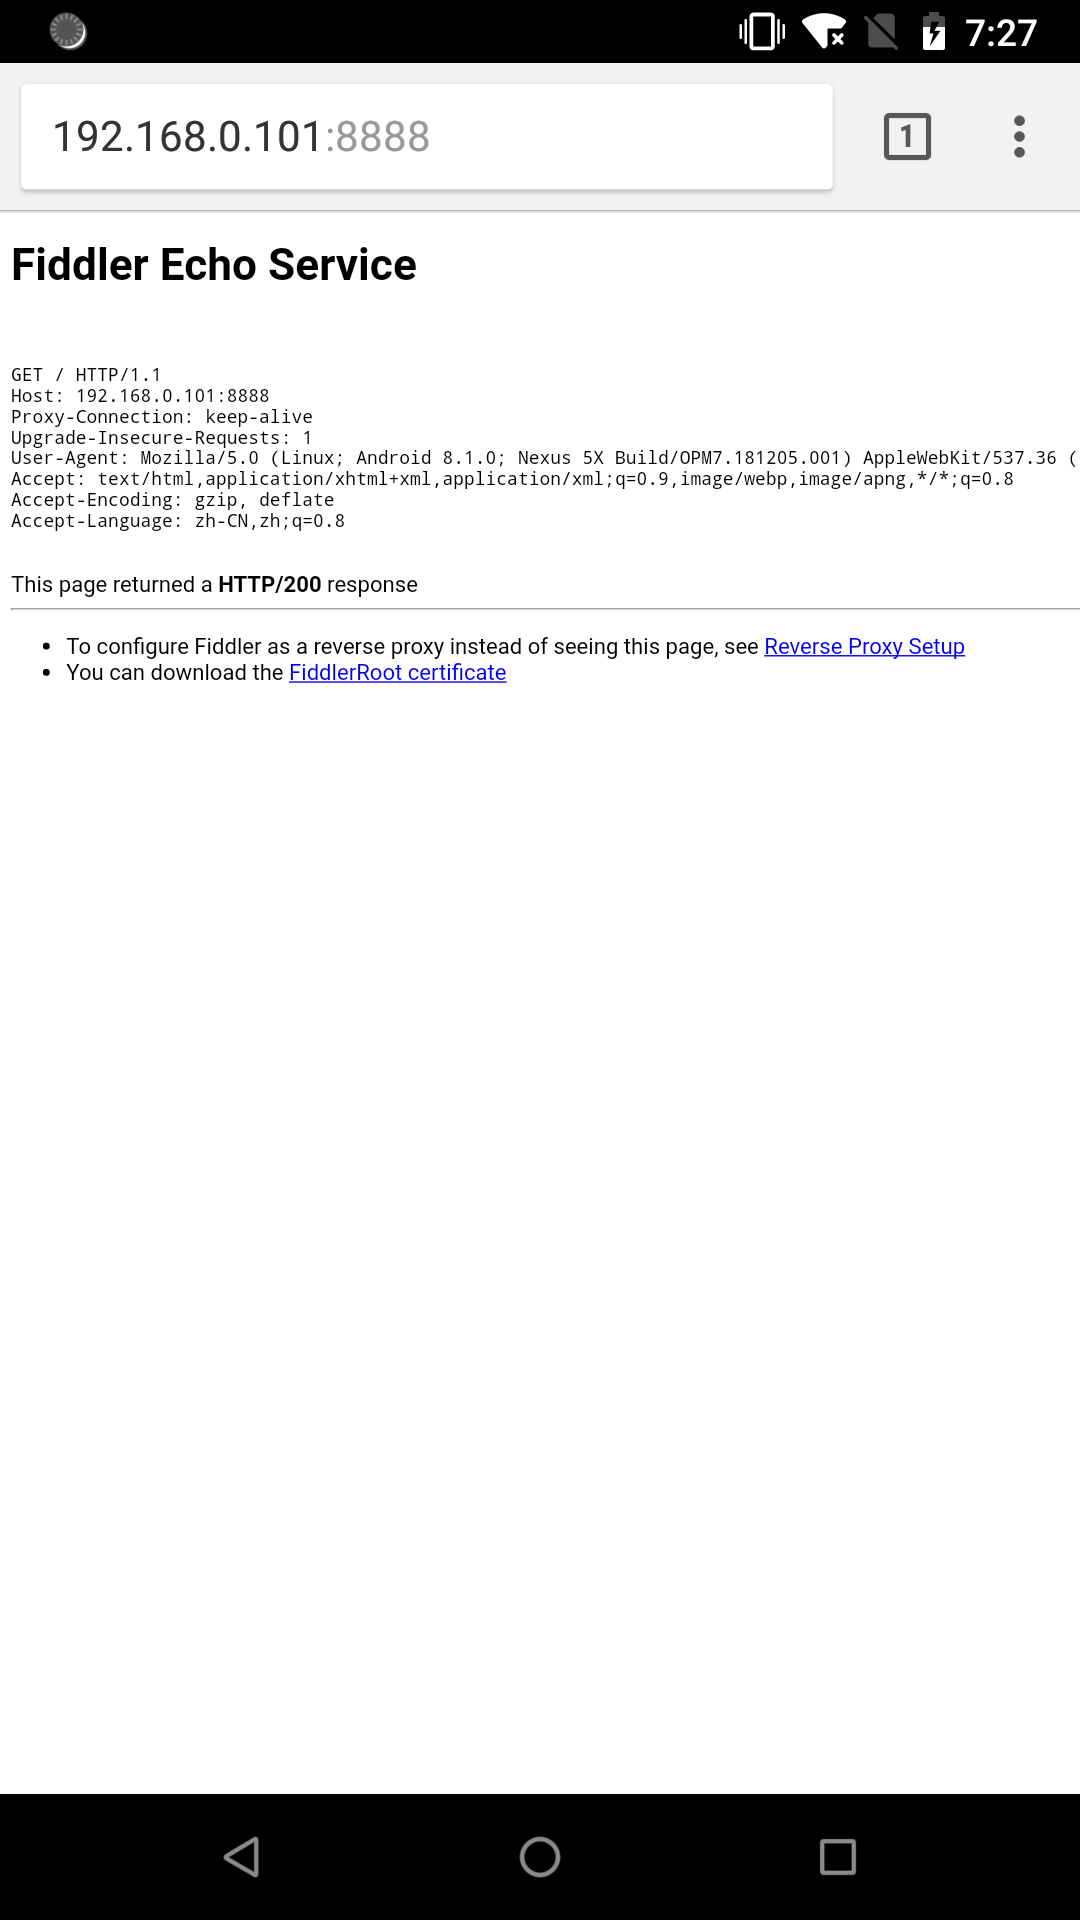 7:27
192.168.0.101:8888
1
Fiddler Echo Service
GET / HTTP/1.1
Host: 192.168.0.101:8888
Proxy-Connection: keep-alive
Upgrade-Insecure-Requests: 1
User-Agent: Mozilla/5.0 (Linux; Android 8.1.0; Nexus 5X Build/OPM7.181205.001) AppleWebKit/537.36 (
Accept: text/html,application/xhtml+xml,application/xml;q=0.9,image/webp,image/apng,*/*;q=0.8
Accept-Encoding: gzip, deflate
Accept-Language: zh-CN,zh;q=0.8
This page returned a HTTP/200 response
• To configure Fiddler as a reverse proxy instead of seeing this page, see Reverse Proxy Setup
• You can download the FiddlerRoot certificate